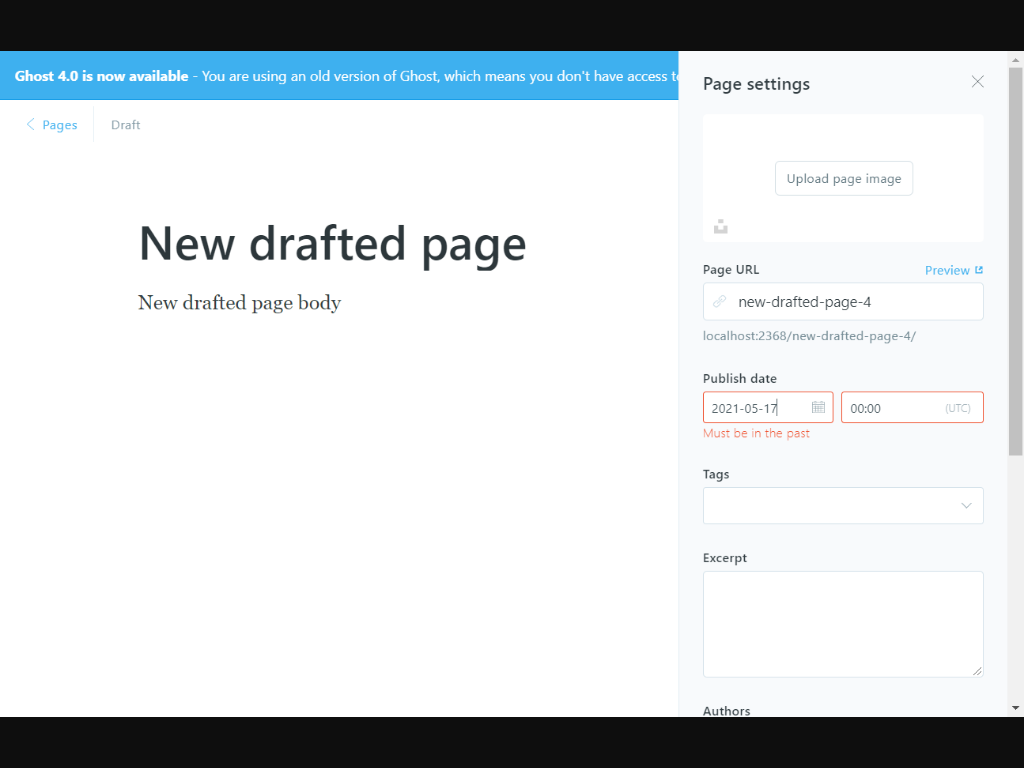 Ghost 4.0 is now available - You are using an old version of Ghost, which means you don't have access to
Pages
Draft
New drafted page
New drafted page body
Page settings
Upload page image
Page URL
Preview
new-drafted-page-4
localhost:2368/new-drafted-page-4/
Publish date
2021-05-17
00:00
(UTC)
Must be in the past
Tags
Excerpt
Authors